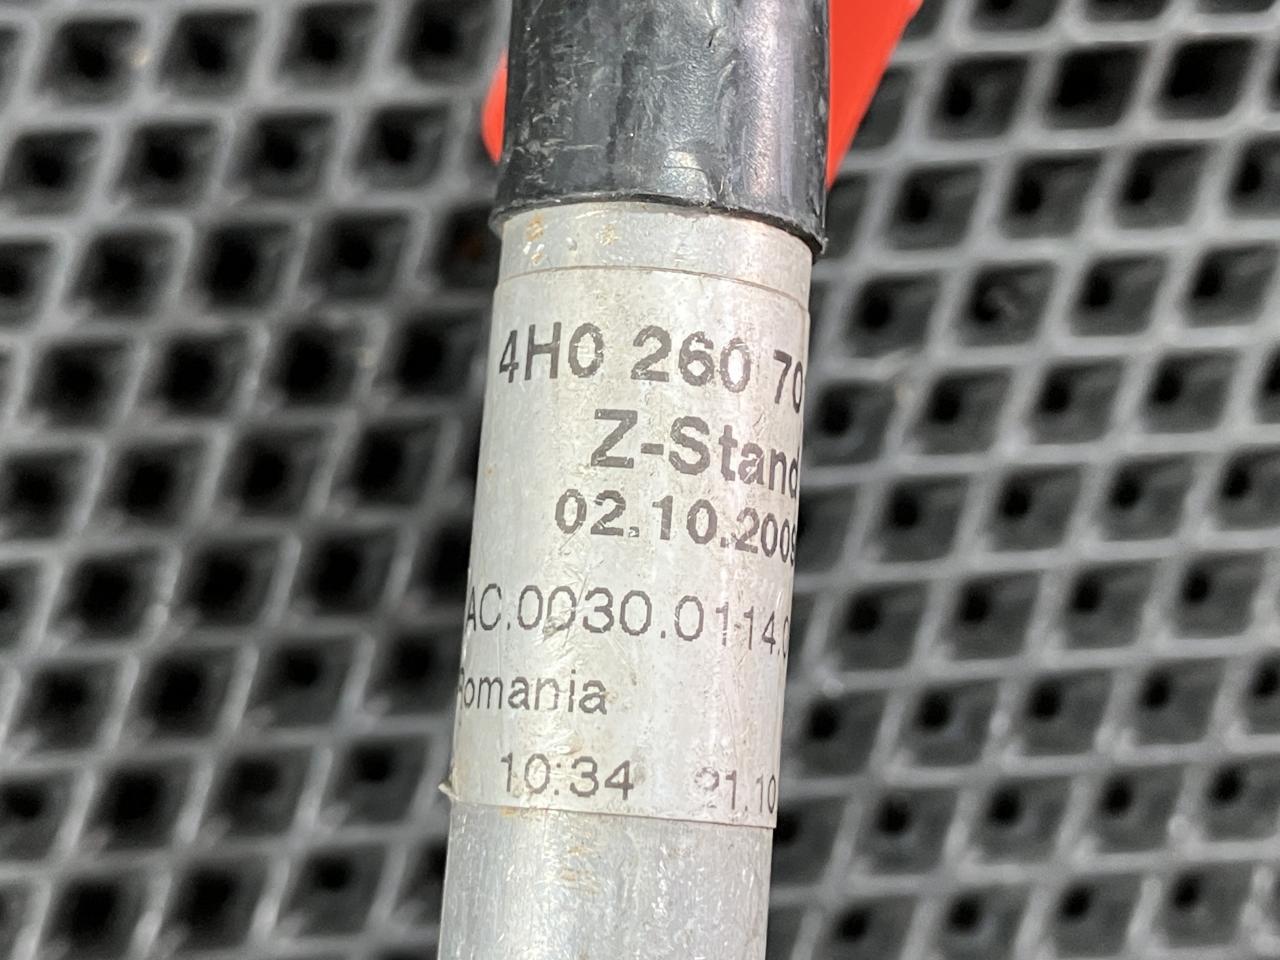 4H0 260 70
Z-Stand
02.10.2009
AC.0030.0114.0
Romania
10:34 21.10